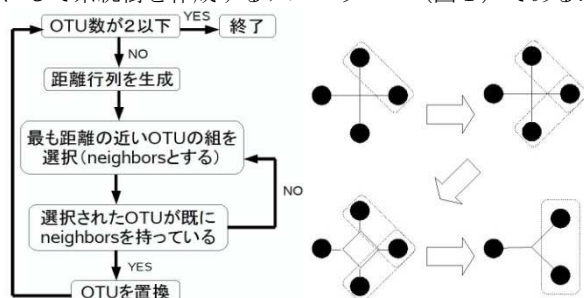 OTU数が2以下
YES
終了
NO
距離行列を生成
最も距離の近いOTUの組を
選択(neighborsとする)
NO
選択されたOTUが既に
neighborsを持っている
YES
OTUを置換